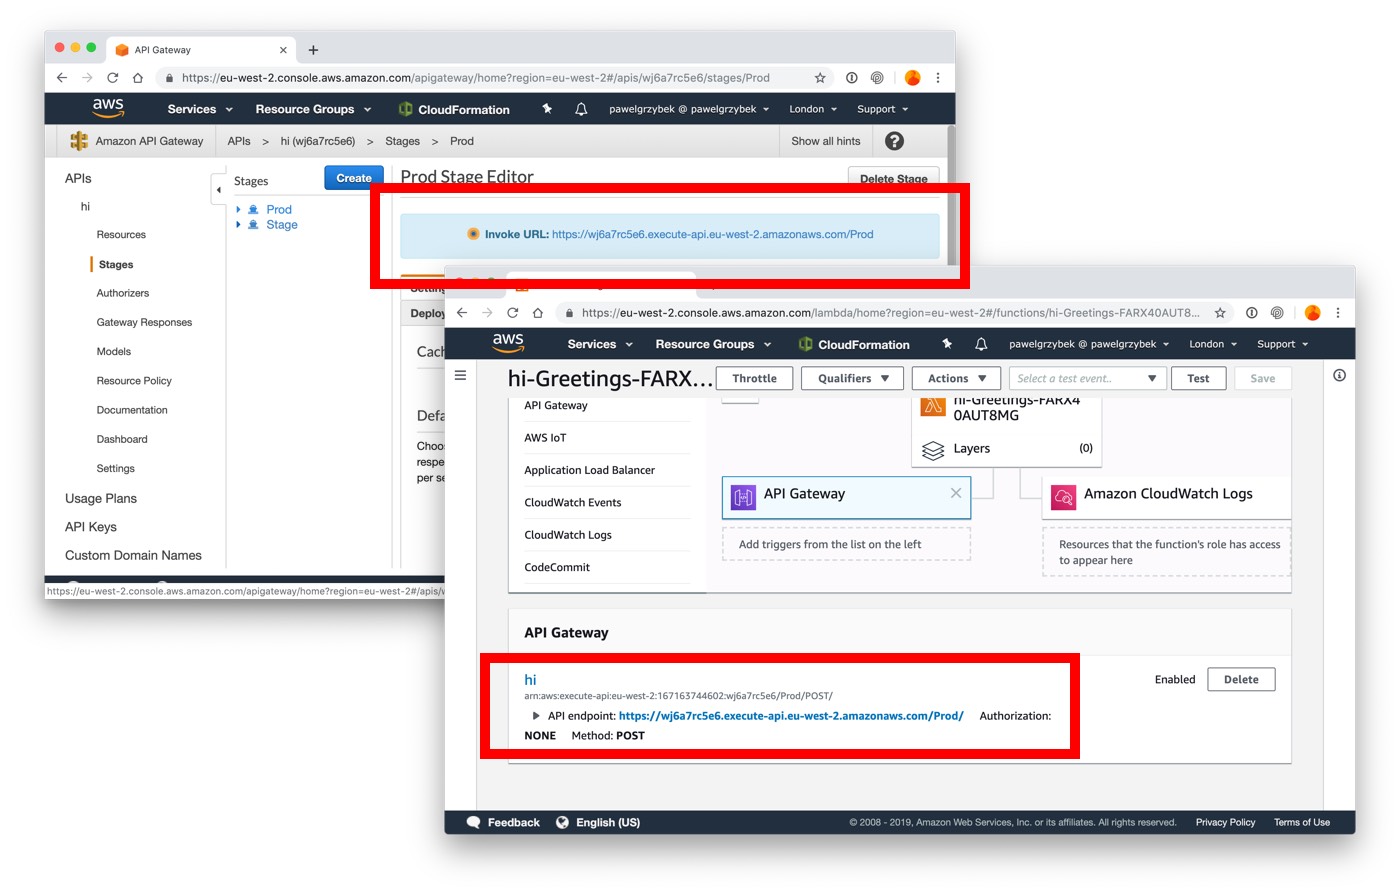 API Gateway
https://eu-west-2.console.aws.amazon.com/apigateway/home?region=eu-west-2#/apis/wj6a7rc5e6/stages/Prod
aws Services Resource Groups CloudFormation pawelgrzybek @ pawelgrzybek London Support
Amazon API Gateway APIs > hi (wj6a7rc5e6) > Stages > Prod Show all hints ?
APIs
hi
Resources
Stages
Authorizers
Gateway Responses
Models
Resource Policy
Documentation
Dashboard
Settings
Usage Plans
API Keys
Custom Domain Names
Stages Create
Prod
Stage
Prod Stage Editor Delete Stage
Invoke URL: https://wj6a7rc5e6.execute-api.eu-west-2.amazonaws.com/Prod
https://eu-west-2.console.aws.amazon.com/apigateway/home?region=eu-west-2#/apis/w
https://eu-west-2.console.aws.amazon.com/lambda/home?region=eu-west-2#/functions/hi-Greetings-FARX40AUT8...
aws Services Resource Groups CloudFormation pawelgrzybek @ pawelgrzybek London Support
hi-Greetings-FARX... Throttle Qualifiers Actions Select a test event.. Test Save
API Gateway
AWS IoT
Application Load Balancer
CloudWatch Events
CloudWatch Logs
CodeCommit
hi-Greetings-FARX4
0AUT8MG
Layers (0)
API Gateway
Add triggers from the list on the left
Amazon CloudWatch Logs
Resources that the function's role has access
to appear here
API Gateway
hi
arn:aws:execute-api:eu-west-2:167163744602:wj6a7rc5e6/Prod/POST/
API endpoint: https://wj6a7rc5e6.execute-api.eu-west-2.amazonaws.com/Prod/ Authorization:
NONE Method: POST
Enabled Delete
Feedback English (US) © 2008 - 2019, Amazon Web Services, Inc. or its affiliates. All rights reserved. Privacy Policy Terms of Use